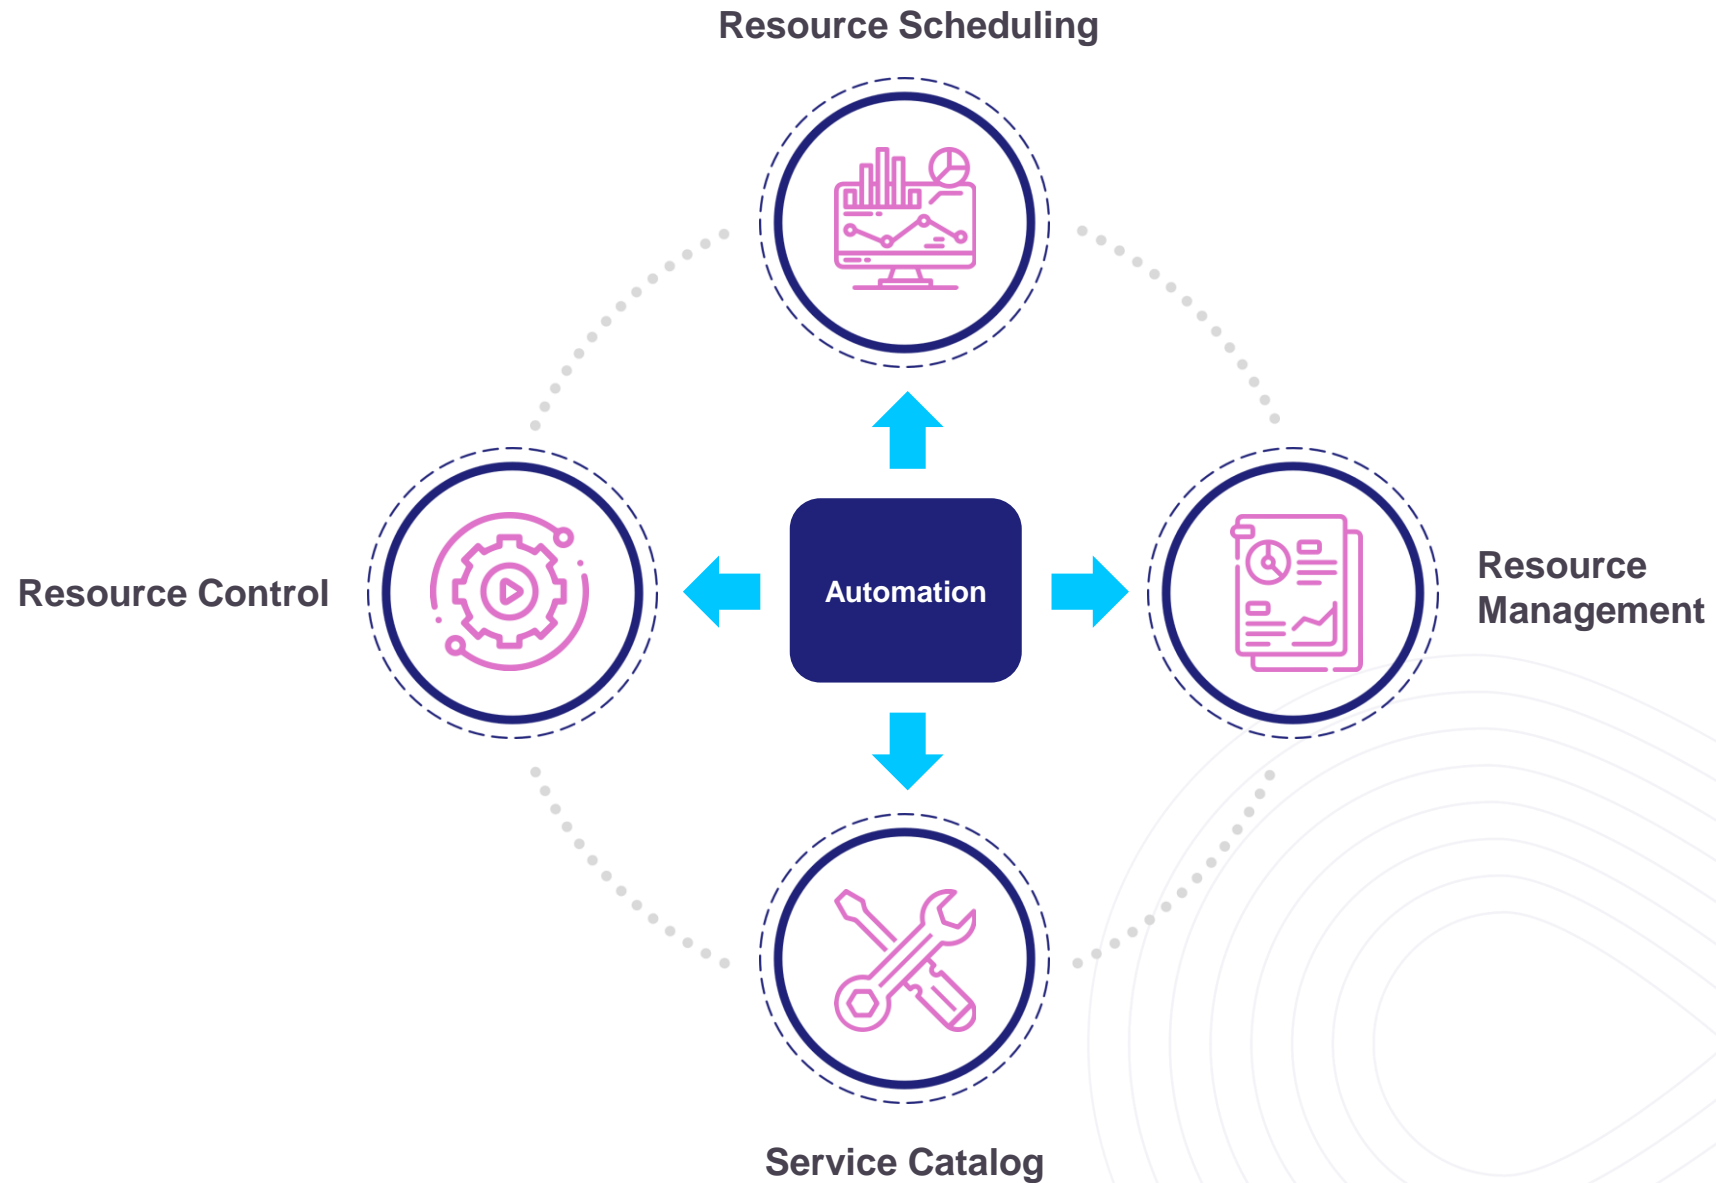 Resource Scheduling
Resource Control
Automation
Resource
Management
Service Catalog